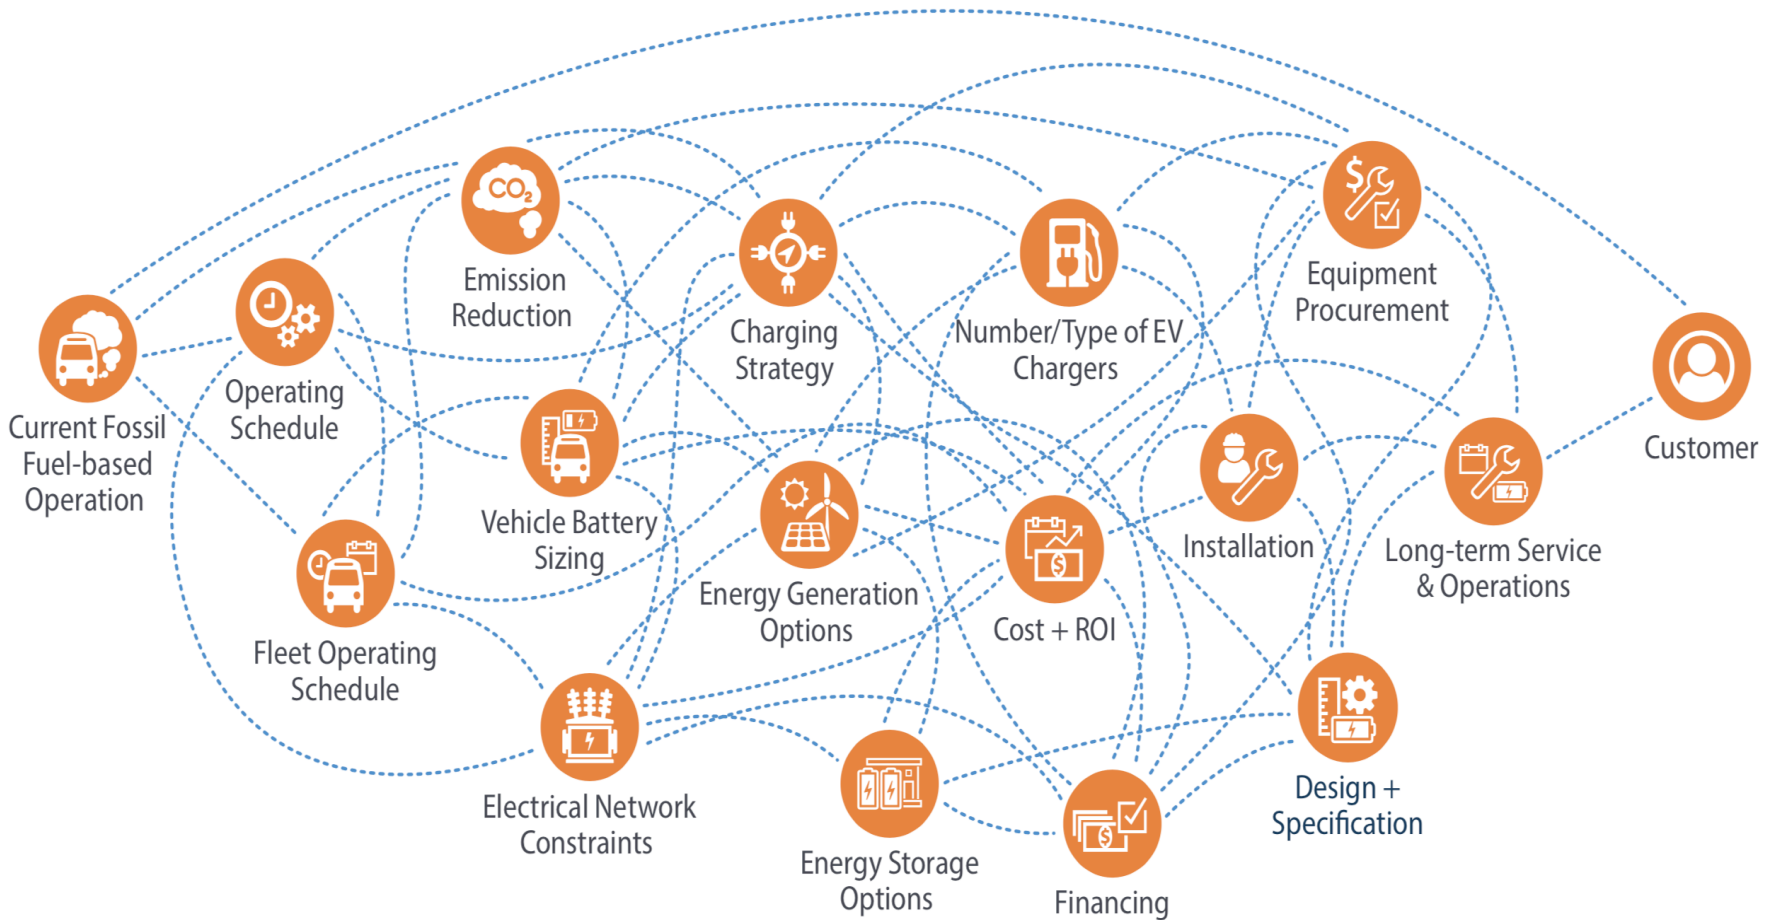 CO2
$
Emission
Reduction
Equipment
Procurement
Charging
Strategy
Number/Type of EV
Chargers
Operating
Schedule
Current Fossil
Fuel-based
Operation
Customer
Vehicle Battery
Sizing
Energy Generation
Options
$
Cost + ROI
Installation
Long-term Service
& Operations
Fleet Operating
Schedule
Electrical Network
Constraints
Energy Storage
Options
$
Financing
Design +
Specification